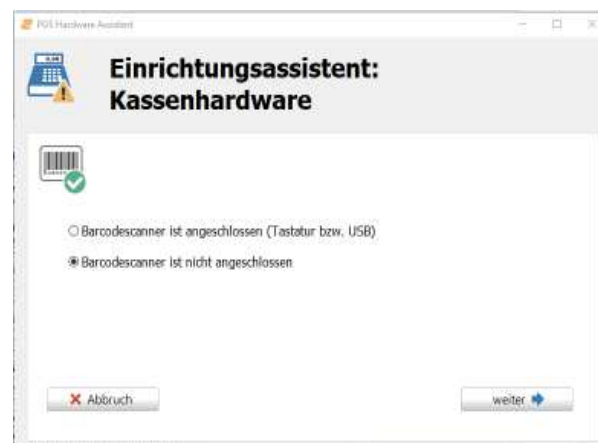 POS Hardware Assistent
Einrichtungsassistent:
Kassenhardware
Barcodescanner ist angeschlossen (Tastatur bzw. USB)
Barcodescanner ist nicht angeschlossen
Abbruch
weiter